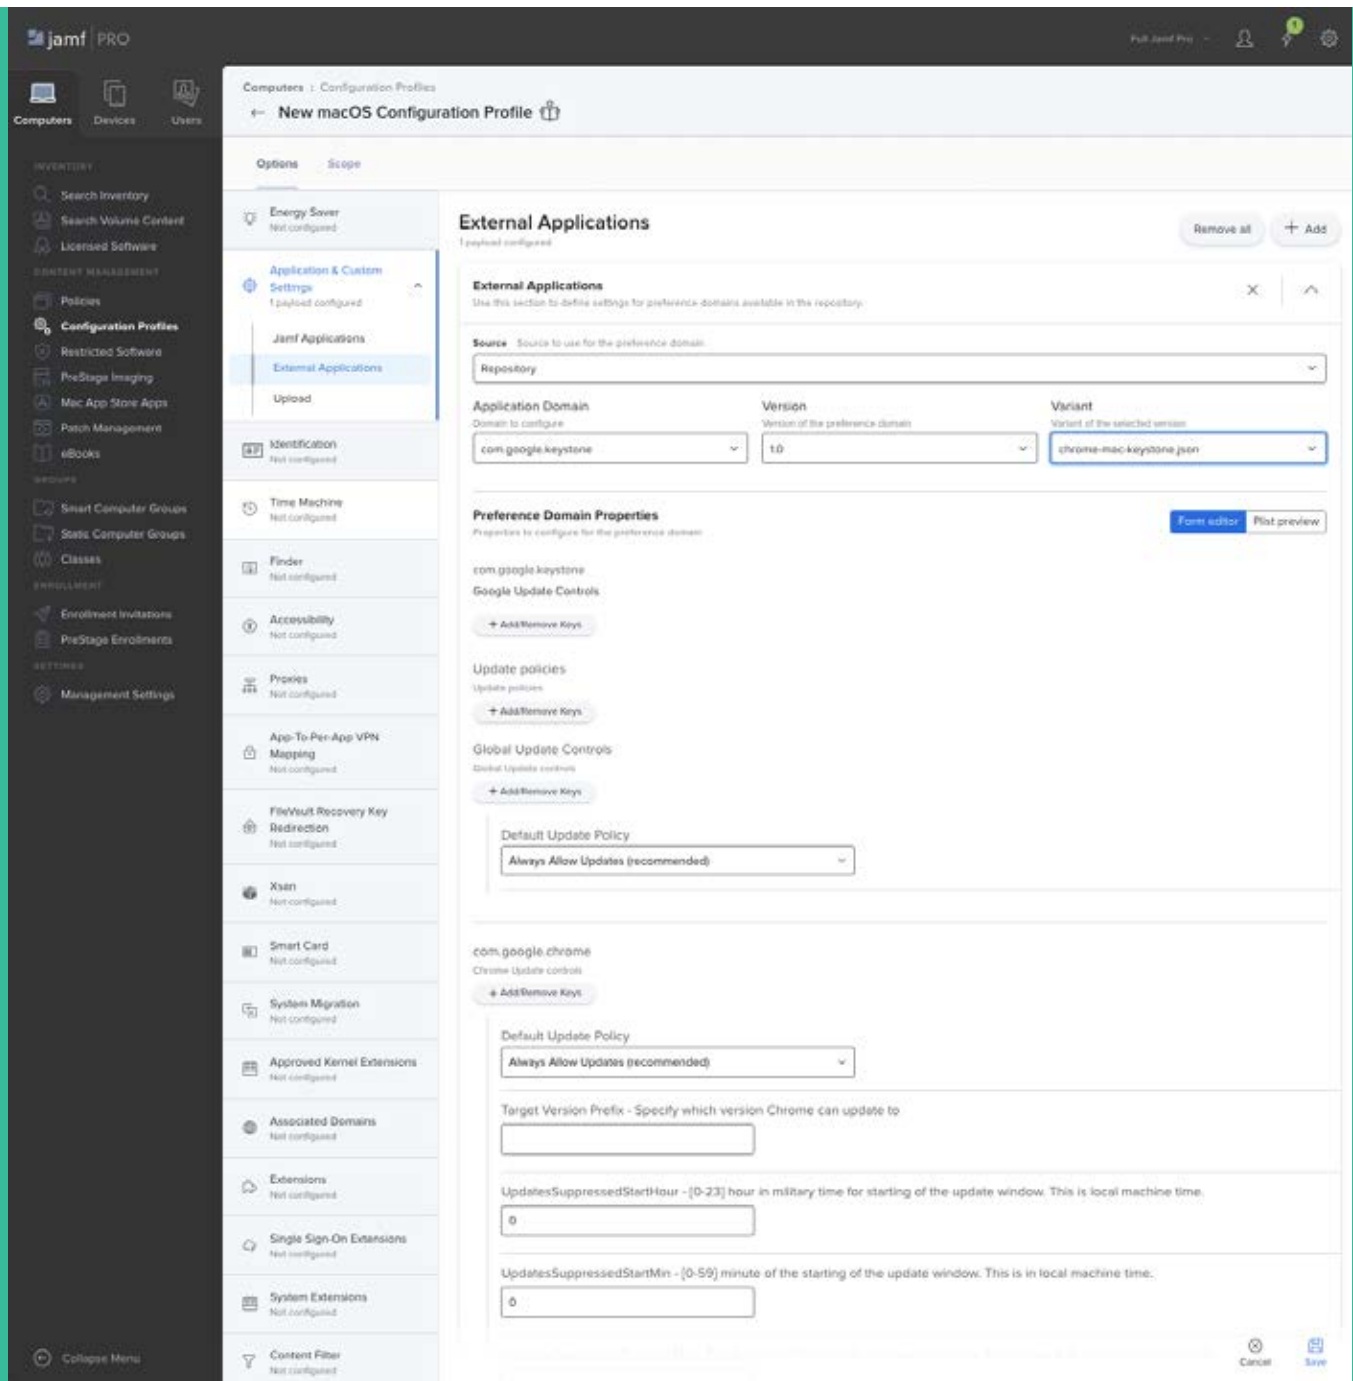 jamf PRO
Full Jamf Pro
1
Computers
Devices
Users
INVENTORY
Search Inventory
Search Volume Content
Licensed Software
CONTENT MANAGEMENT
Policies
Configuration Profiles
Restricted Software
PreStage Imaging
Mac App Store Apps
Patch Management
eBooks
GROUPS
Smart Computer Groups
Static Computer Groups
Classes
ENROLLMENT
Enrollment Invitations
PreStage Enrollments
SETTINGS
Management Settings
Collapse Menu
Computers : Configuration Profiles
← New macOS Configuration Profile
Options
Scope
Energy Saver
Not configured
Application & Custom
Settings
1 payload configured
Jamf Applications
External Applications
Upload
Identification
Not configured
Time Machine
Not configured
Finder
Not configured
Accessibility
Not configured
Proxies
Not configured
App-To-Per-App VPN
Mapping
Not configured
FileVault Recovery Key
Redirection
Not configured
Xsan
Not configured
Smart Card
Not configured
System Migration
Not configured
Approved Kernel Extensions
Not configured
Associated Domains
Not configured
Extensions
Not configured
Single Sign-On Extensions
Not configured
System Extensions
Not configured
Content Filter
Not configured
External Applications
1 payload configured
Remove all
+ Add
External Applications
Use this section to define settings for preference domains available in the repository.
Source Source to use for the preference domain
Repository
Application Domain
Domain to configure
com.google.keystone
Version
Version of the preference domain
1.0
Variant
Variant of the selected version
chrome-mac-keystone.json
Preference Domain Properties
Properties to configure for the preference domain
Form editor
Plist preview
com.google.keystone
Google Update Controls
+ Add/Remove Keys
Update policies
Update policies
+ Add/Remove Keys
Global Update Controls
Global Update controls
+ Add/Remove Keys
Default Update Policy
Always Allow Updates (recommended)
com.google.chrome
Chrome Update controls
+ Add/Remove Keys
Default Update Policy
Always Allow Updates (recommended)
Target Version Prefix - Specify which version Chrome can update to
UpdatesSuppressedStartHour - [0-23] hour in military time for starting of the update window. This is local machine time.
0
UpdatesSuppressedStartMin - [0-59] minute of the starting of the update window. This is in local machine time.
0
Cancel
Save